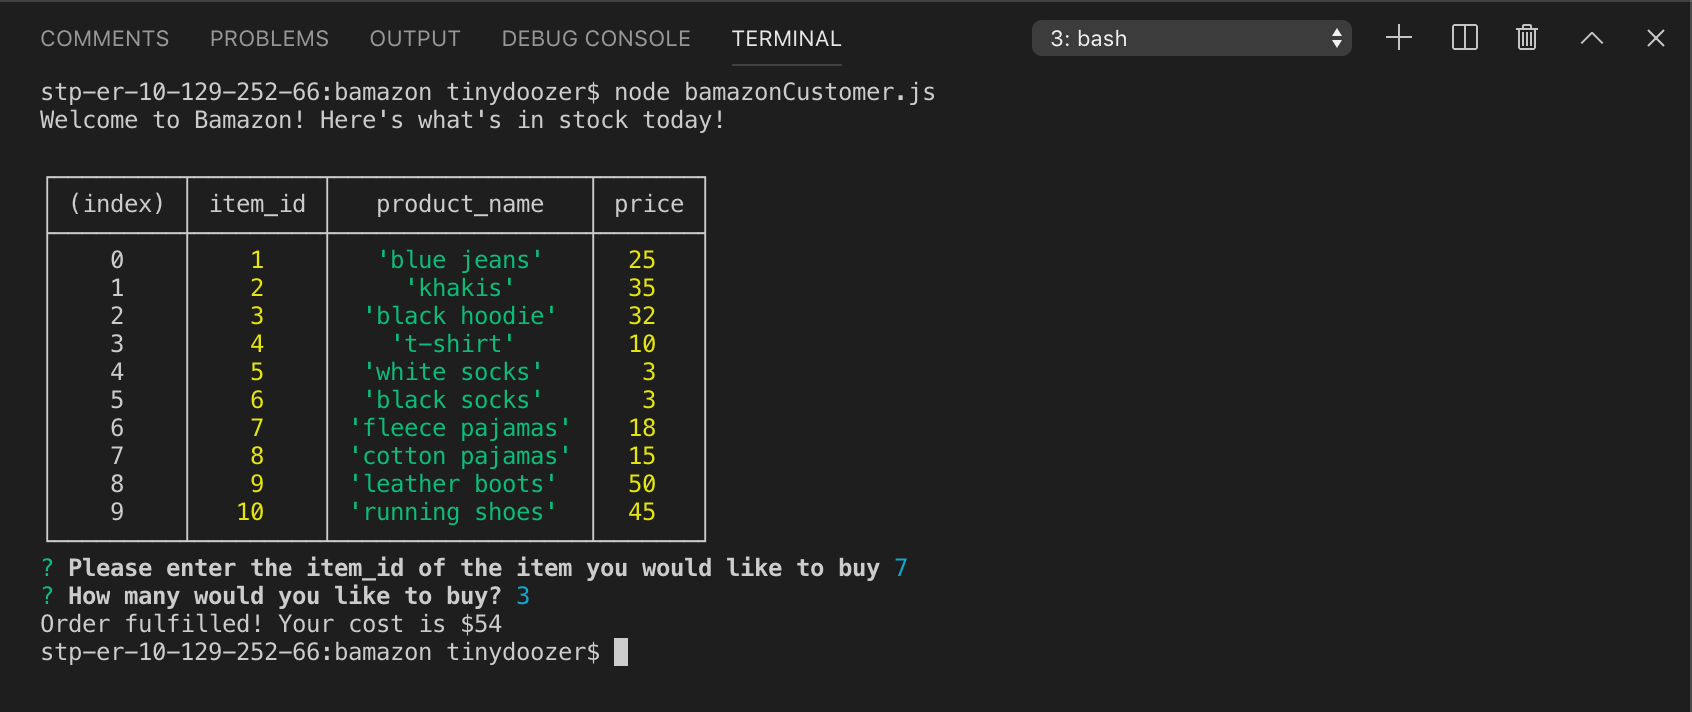 COMMENTS PROBLEMS OUTPUT DEBUG CONSOLE TERMINAL 3: bash
stp-er-10-129-252-66:bamazon tinydoozer$ node bamazonCustomer.js
Welcome to Bamazon! Here's what's in stock today!
(index) item_id product_name price
0 1 'blue jeans' 25
1 2 'khakis' 35
2 3 'black hoodie' 32
3 4 't-shirt' 10
4 5 'white socks' 3
5 6 'black socks' 3
6 7 'fleece pajamas' 18
7 8 'cotton pajamas' 15
8 9 'leather boots' 50
9 10 'running shoes' 45
? Please enter the item_id of the item you would like to buy 7
? How many would you like to buy? 3
Order fulfilled! Your cost is $54
stp-er-10-129-252-66:bamazon tinydoozer$